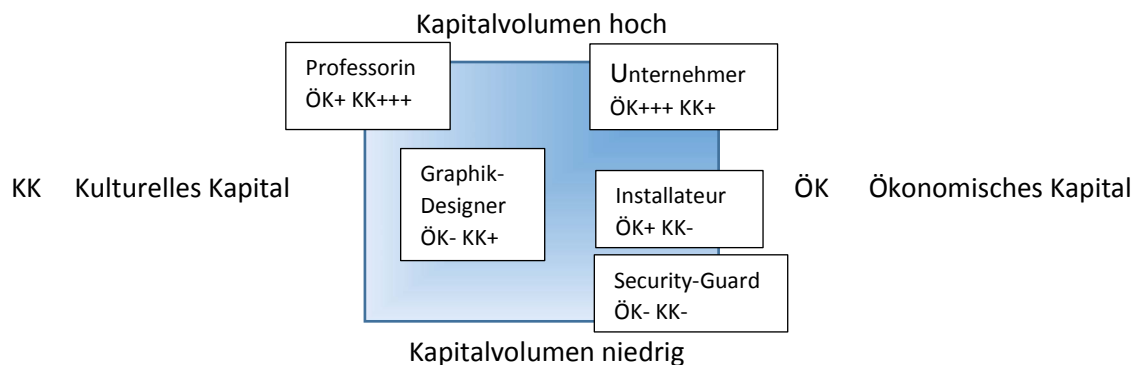 Kapitalvolumen hoch
Professorin
ÖK+ KK+++
Unternehmer
ÖK+++ KK+
KK Kulturelles Kapital
Graphik-
Designer
ÖK- KK+
Installateur
ÖK+ KK-
ÖK Ökonomisches Kapital
Security-Guard
ÖK- KK-
Kapitalvolumen niedrig